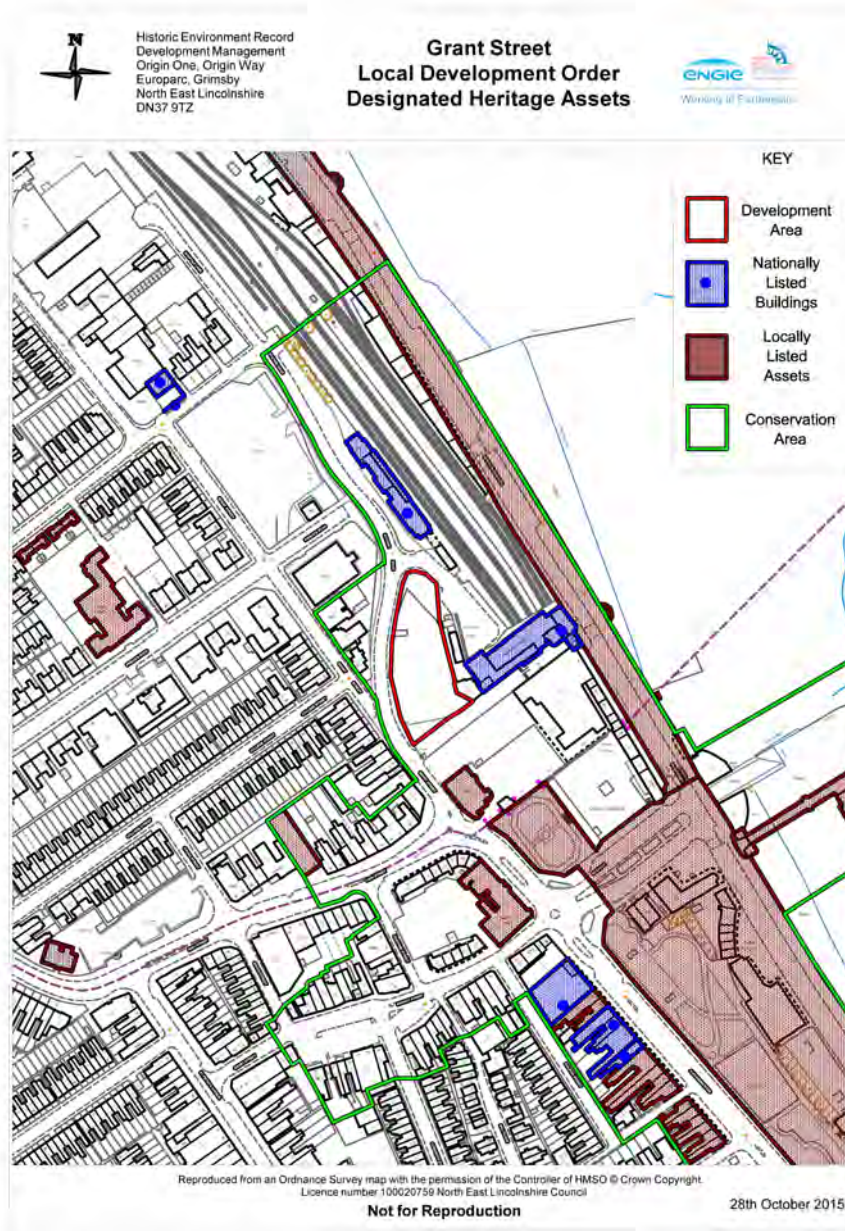 N
Historic Environment Record
Development Management
Origin One, Origin Way
Europarc, Grimsby
North East Lincolnshire
DN37 9TZ
Grant Street
Local Development Order
Designated Heritage Assets
ENGIE
Working in Partnership
KEY
Development
Area
Nationally
Listed
Buildings
Locally
Listed
Assets
Conservation
Area
Reproduced from an Ordnance Survey map with the permission of the Controller of HMSO © Crown Copyright.
Licence number 100020759 North East Lincolnshire Council
Not for Reproduction
28th October 2015